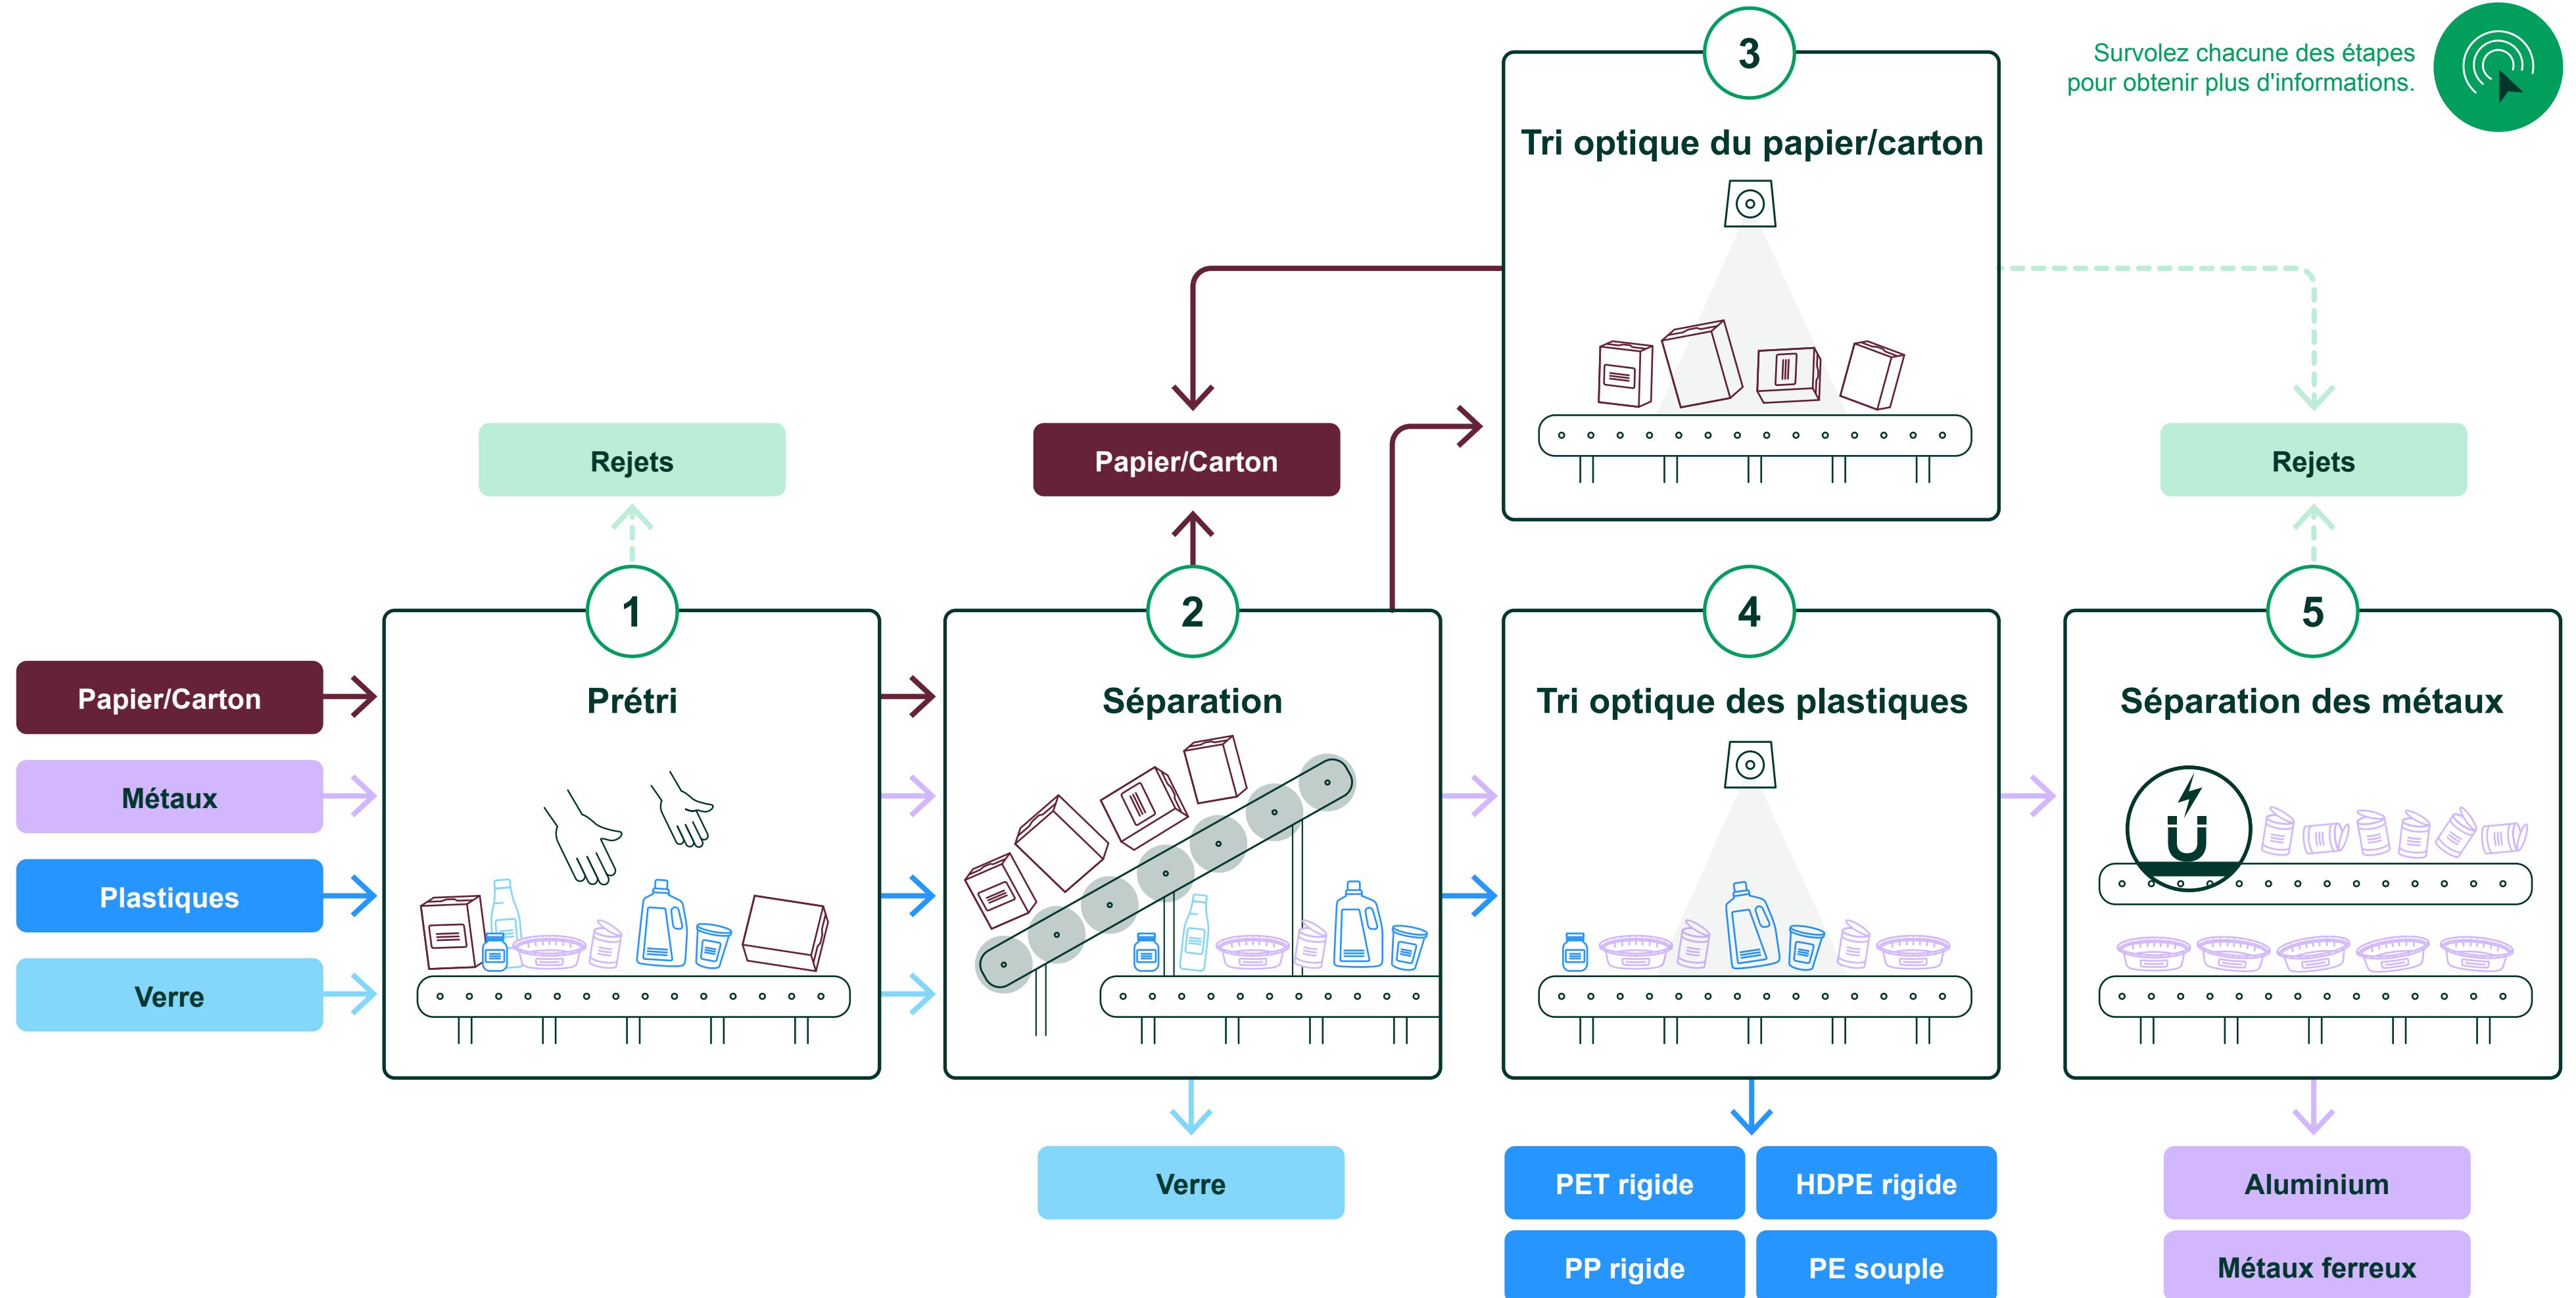 3
Tri optique du papier/carton
Survolez chacune des étapes
pour obtenir plus d'informations.
Rejets
Papier/Carton
Rejets
1
2
4
5
Papier/Carton
Métaux
Plastiques
Verre
Prétri
Séparation
Tri optique des plastiques
Séparation des métaux
Verre
PET rigide
HDPE rigide
PP rigide
PE souple
Aluminium
Métaux ferreux